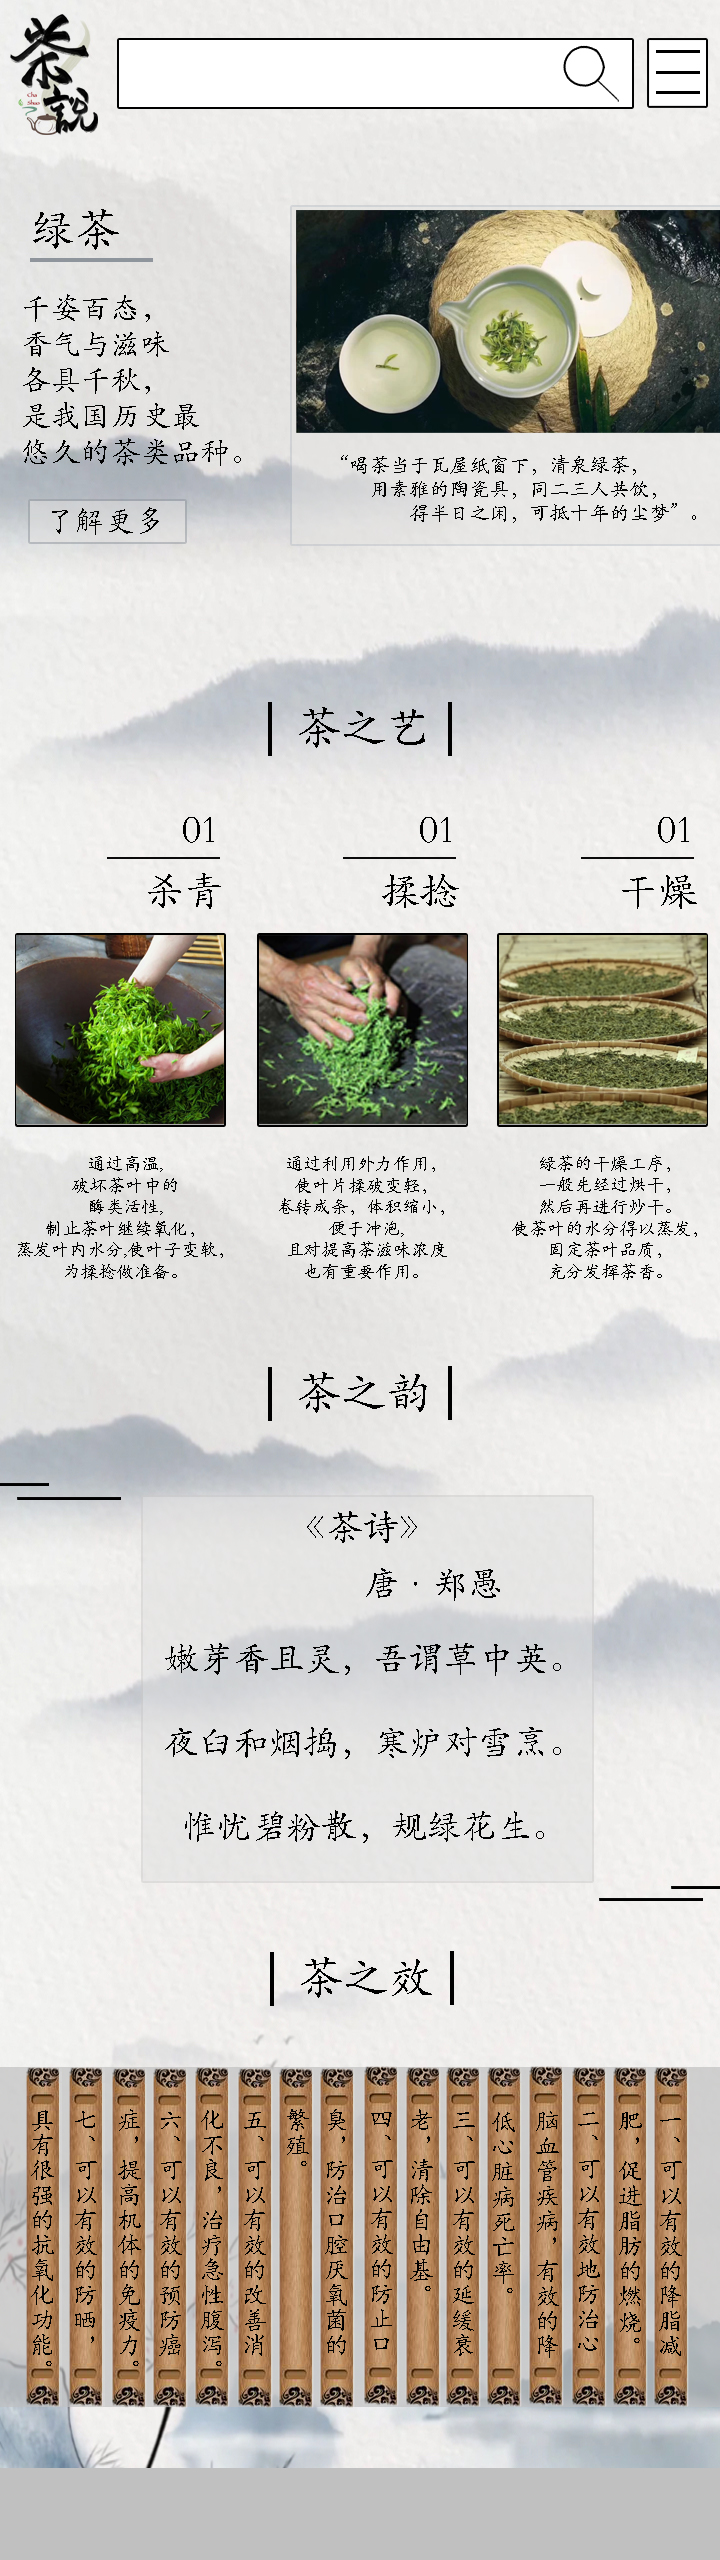 茶
說
Cha
Shuo
绿茶
千姿百态，
香气与滋味
各具千秋，
是我国历史最
悠久的茶类品种。
了解更多
“喝茶当于瓦屋纸窗下，清泉绿茶，
用素雅的陶瓷具，同二三人共饮，
得半日之闲，可抵十年的尘梦”。
茶之艺
01
杀青
01
揉捻
01
干燥
通过高温,
破坏茶叶中的
酶类活性,
制止茶叶继续氧化，
蒸发叶内水分,使叶子变软，
为揉捻做准备。
通过利用外力作用，
使叶片揉破变轻，
卷转成条，体积缩小，
便于冲泡,
且对提高茶滋味浓度
也有重要作用。
绿茶的干燥工序，
一般先经过烘干，
然后再进行炒干。
使茶叶的水分得以蒸发，
固定茶叶品质，
充分发挥茶香。
茶之韵
《茶诗》
唐 · 郑愚
嫩芽香且灵，吾谓草中英。
夜臼和烟捣，寒炉对雪烹。
惟忧碧粉散，规绿花生。
茶之效
一、可以有效的降脂减
肥，促进脂肪的燃烧。
二、可以有效地防治心
脑血管疾病，有效的降
低心脏病死亡率。
三、可以有效的延缓衰
老，清除自由基。
四、可以有效的防止口
臭，防治口腔厌氧菌的
繁殖。
五、可以有效的改善消
化不良，治疗急性腹泻。
六、可以有效的预防癌
症，提高机体的免疫力。
七、可以有效的防晒，
具有很强的抗氧化功能。